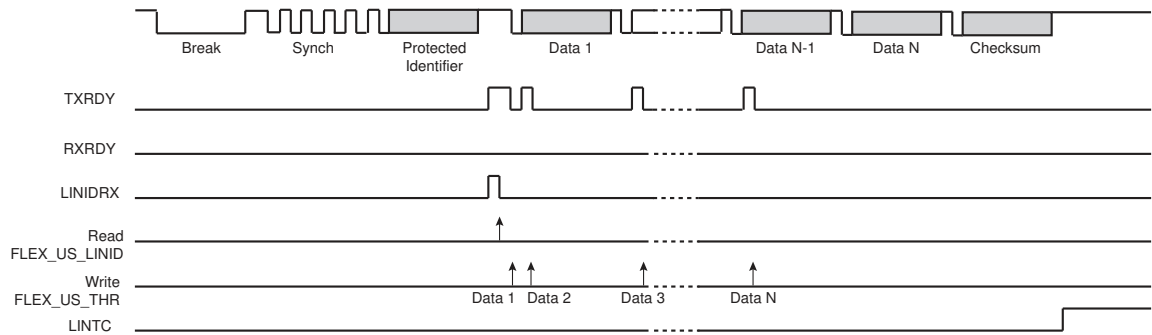 Break Synch Protected Data 1 Data N-1 Data N Checksum
Identifier
TXRDY
RXRDY
LINIDRX
Read
FLEX_US_LINID
Write
FLEX_US_THR
Data 1 Data 2 Data 3 Data N
LINTC